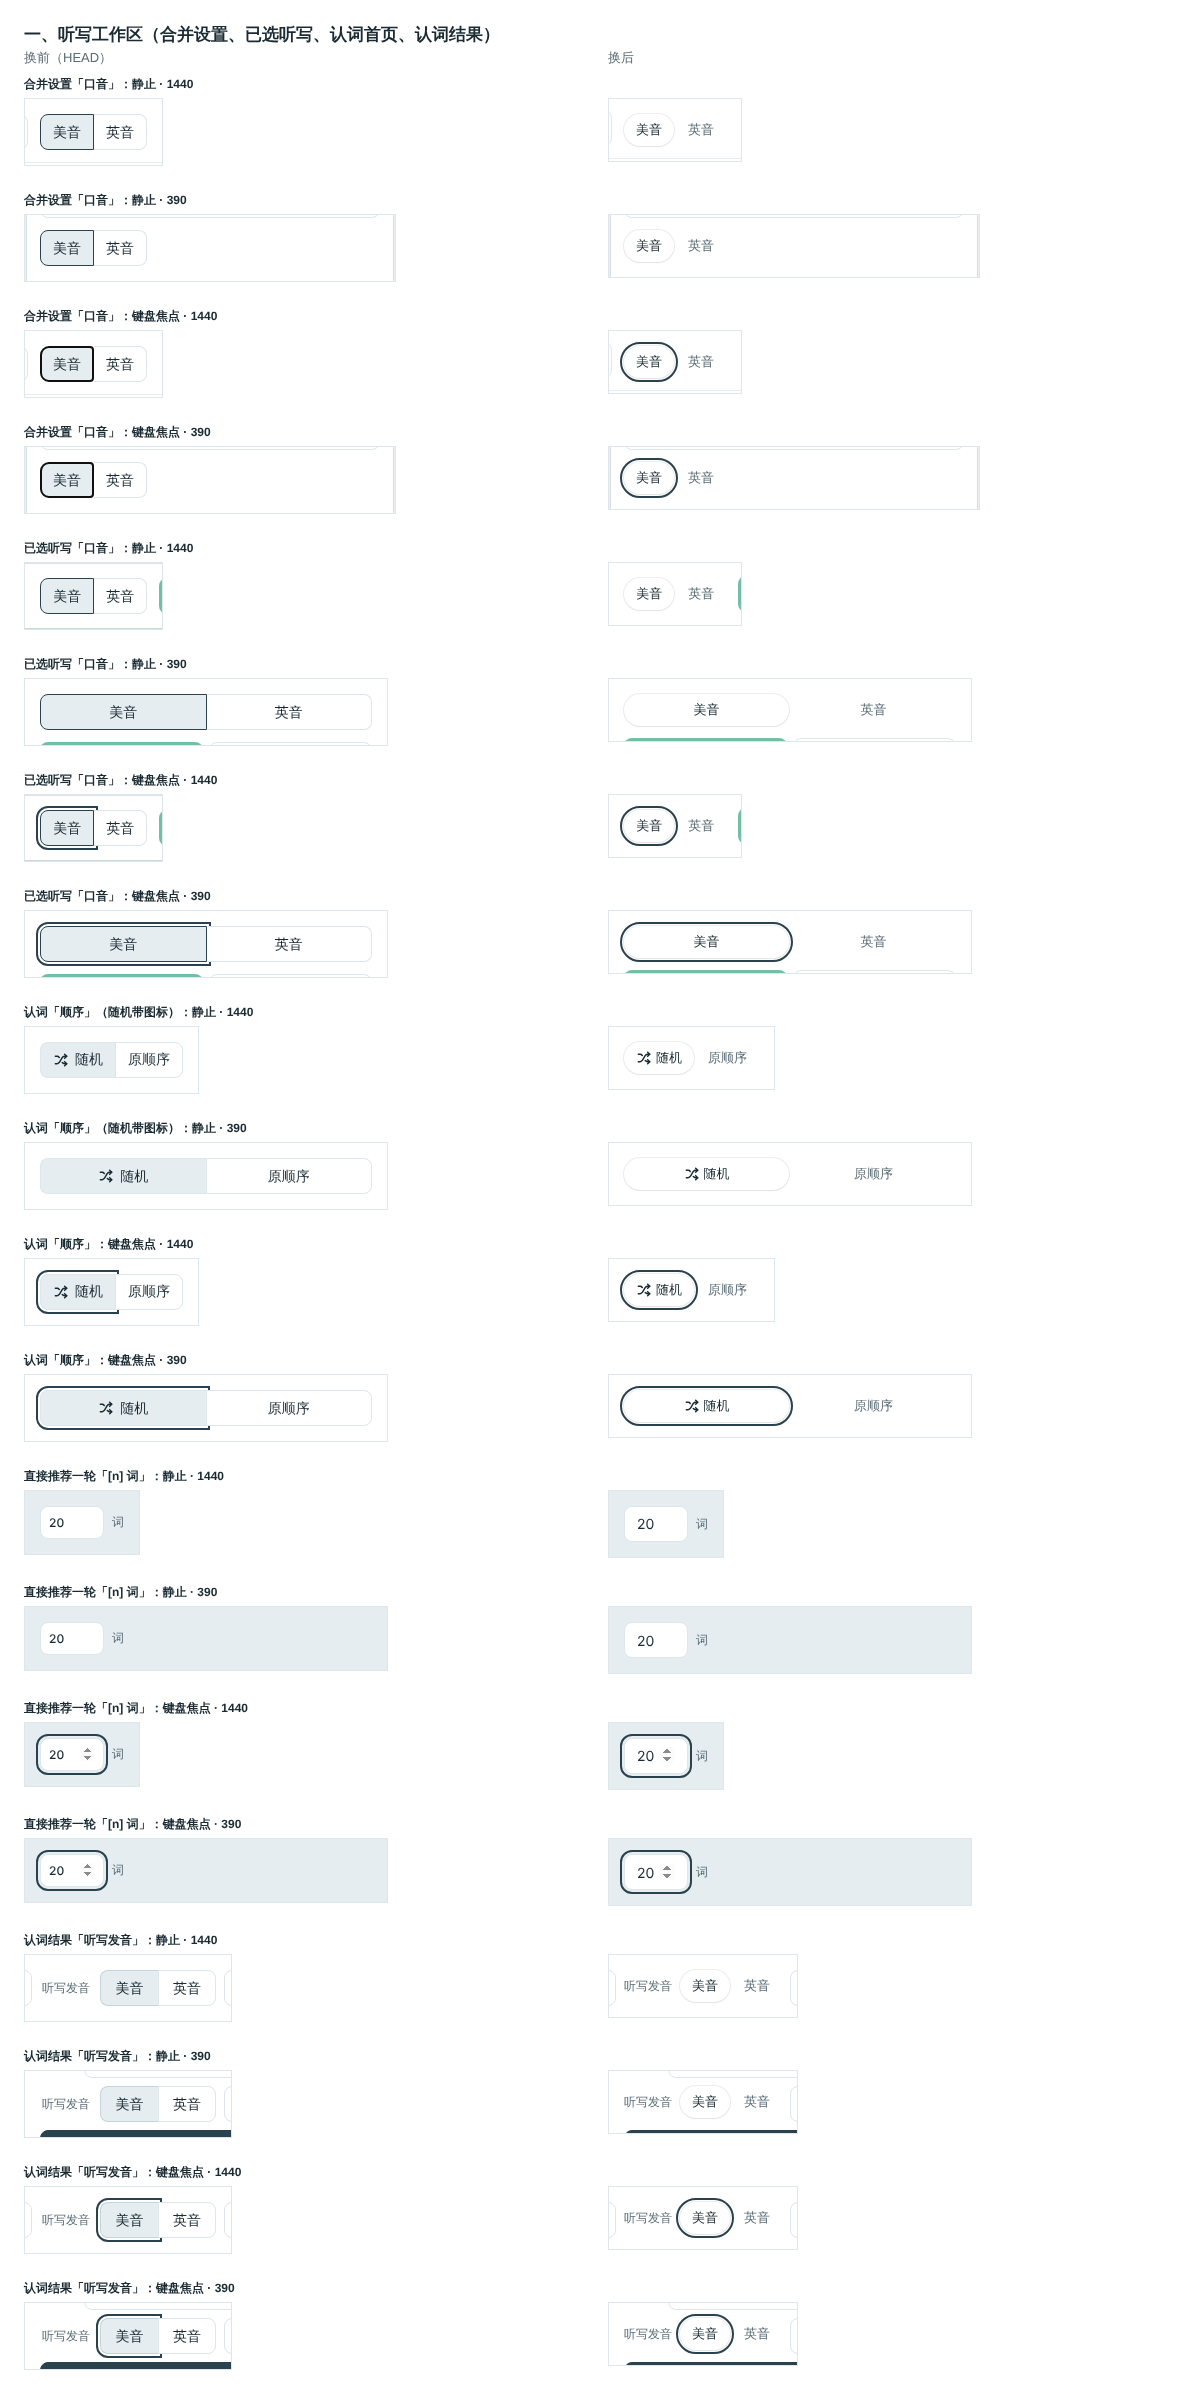 一、听写工作区（合并设置、已选听写、认词首页、认词结果）
换前（HEAD） 换后
合并设置「口音」：静止 · 1440
美音 英音 美音 英音
合并设置「口音」：静止 · 390
美音 英音 美音 英音
合并设置「口音」：键盘焦点 · 1440
美音 英音 美音 英音
合并设置「口音」：键盘焦点 · 390
美音 英音 美音 英音
已选听写「口音」：静止 · 1440
美音 英音 美音 英音
已选听写「口音」：静止 · 390
美音 英音 美音 英音
已选听写「口音」：键盘焦点 · 1440
美音 英音 美音 英音
已选听写「口音」：键盘焦点 · 390
美音 英音 美音 英音
认词「顺序」（随机带图标）：静止 · 1440
随机 原顺序 随机 原顺序
认词「顺序」（随机带图标）：静止 · 390
随机 原顺序 随机 原顺序
认词「顺序」：键盘焦点 · 1440
随机 原顺序 随机 原顺序
认词「顺序」：键盘焦点 · 390
随机 原顺序 随机 原顺序
直接推荐一轮「[n] 词」：静止 · 1440
20 词 20 词
直接推荐一轮「[n] 词」：静止 · 390
20 词 20 词
直接推荐一轮「[n] 词」：键盘焦点 · 1440
20 词 20 词
直接推荐一轮「[n] 词」：键盘焦点 · 390
20 词 20 词
认词结果「听写发音」：静止 · 1440
听写发音 美音 英音 听写发音 美音 英音
认词结果「听写发音」：静止 · 390
听写发音 美音 英音 听写发音 美音 英音
认词结果「听写发音」：键盘焦点 · 1440
听写发音 美音 英音 听写发音 美音 英音
认词结果「听写发音」：键盘焦点 · 390
听写发音 美音 英音 听写发音 美音 英音